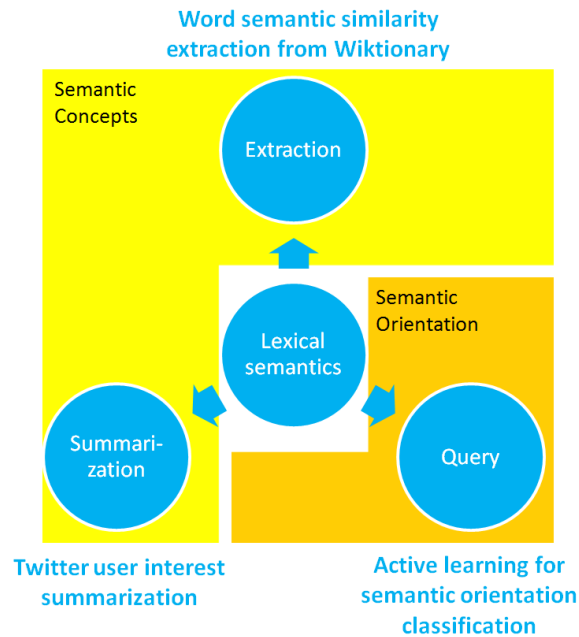 Word semantic similarity
extraction from Wiktionary
Semantic
Concepts
Extraction
Semantic
Orientation
Lexical
semantics
Summari-
zation
Query
Twitter user interest
summarization
Active learning for
semantic orientation
classification